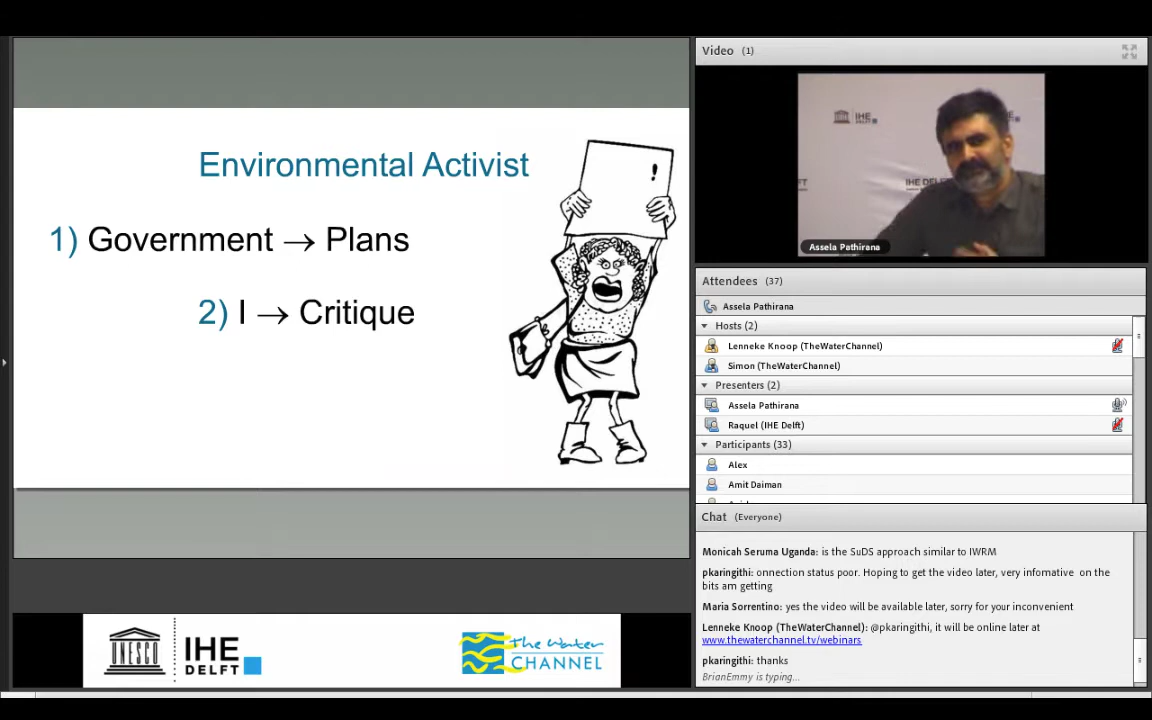 Environmental Activist
!
1) Government → Plans
2) I → Critique
UNESCO
IHE
DELFT
The Water
CHANNEL
Video (1)
IHE
IHE DELFT
Assela Pathirana
Attendees (37)
Assela Pathirana
Hosts (2)
Lenneke Knoop (TheWaterChannel)
Simon (TheWaterChannel)
Presenters (2)
Assela Pathirana
Raquel (IHE Delft)
Participants (33)
Alex
Amit Daiman
Chat (Everyone)
Monicah Seruma Uganda: is the SuDS approach similar to IWRM
pkaringithi: onnection status poor. Hoping to get the video later, very infomative on the
bits am getting
Maria Sorrentino: yes the video will be available later, sorry for your inconvenient
Lenneke Knoop (TheWaterChannel): @pkaringithi, it will be online later at
www.thewaterchannel.tv/webinars
pkaringithi: thanks
BrianEmmy is typing...